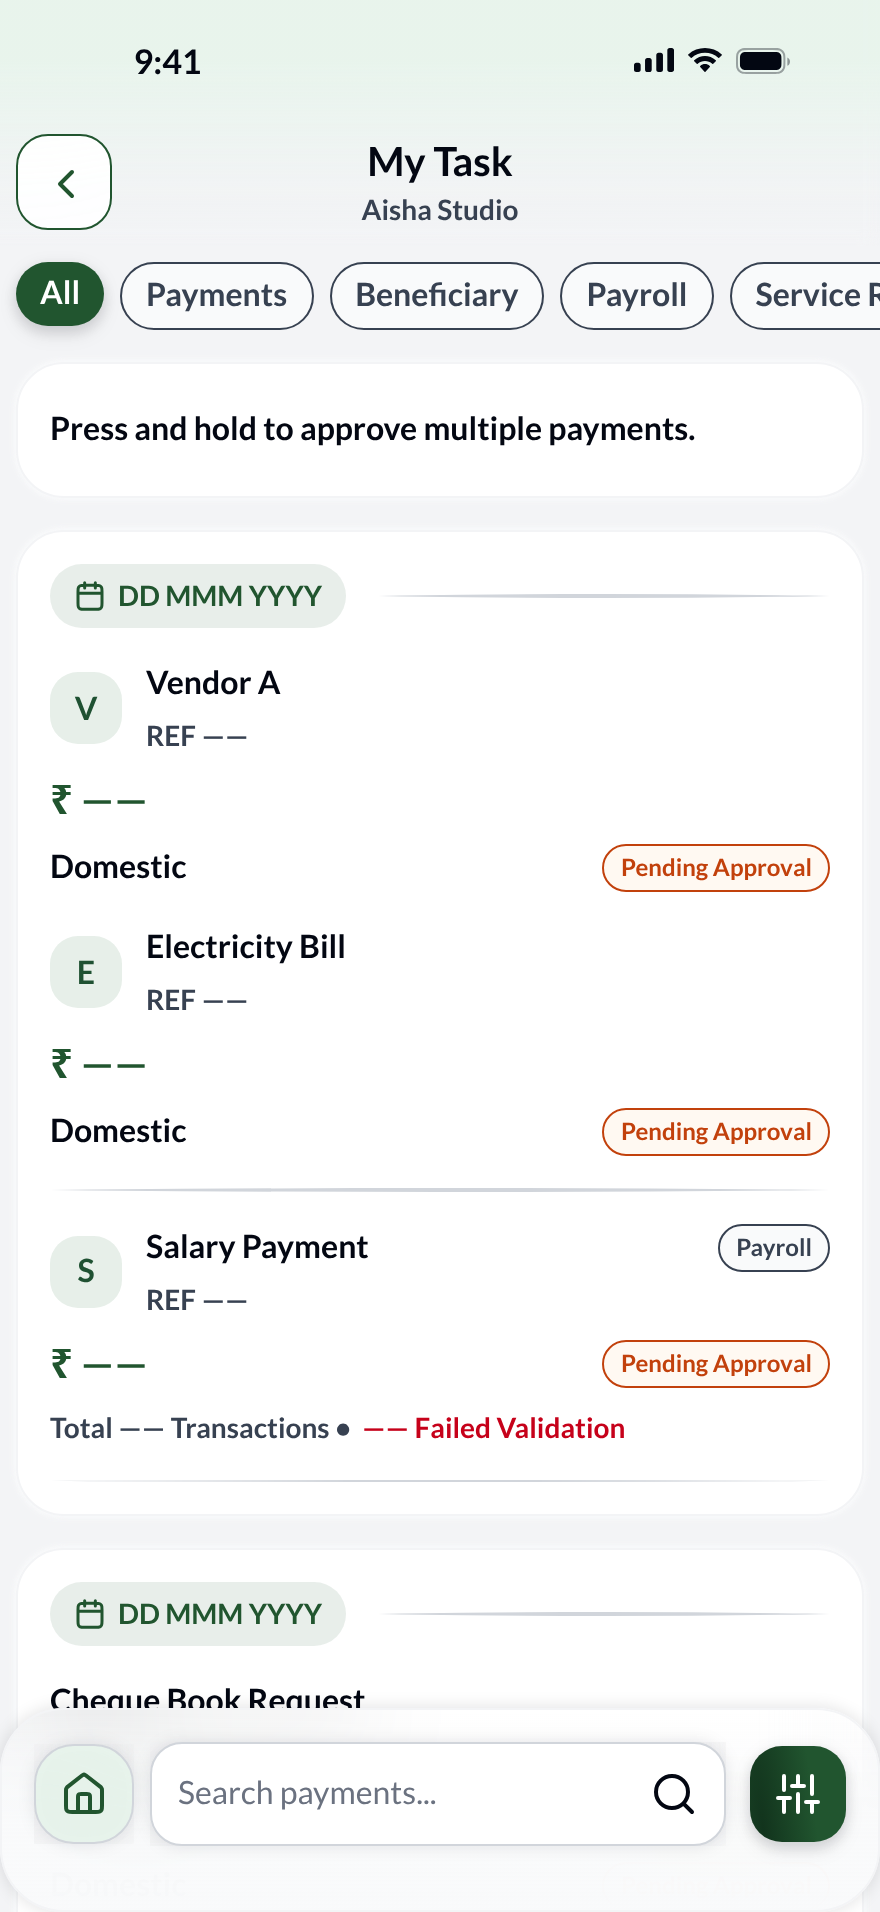 9:41
My Task
Aisha Studio
All
Payments
Beneficiary
Payroll
Service R
Press and hold to approve multiple payments.
DD MMM YYYY
V
Vendor A
REF ——
₹ ——
Domestic
Pending Approval
E
Electricity Bill
REF ——
₹ ——
Domestic
Pending Approval
S
Salary Payment
Payroll
REF ——
₹ ——
Pending Approval
Total —— Transactions ● —— Failed Validation
DD MMM YYYY
Cheque Book Request
Search payments...
Domestic